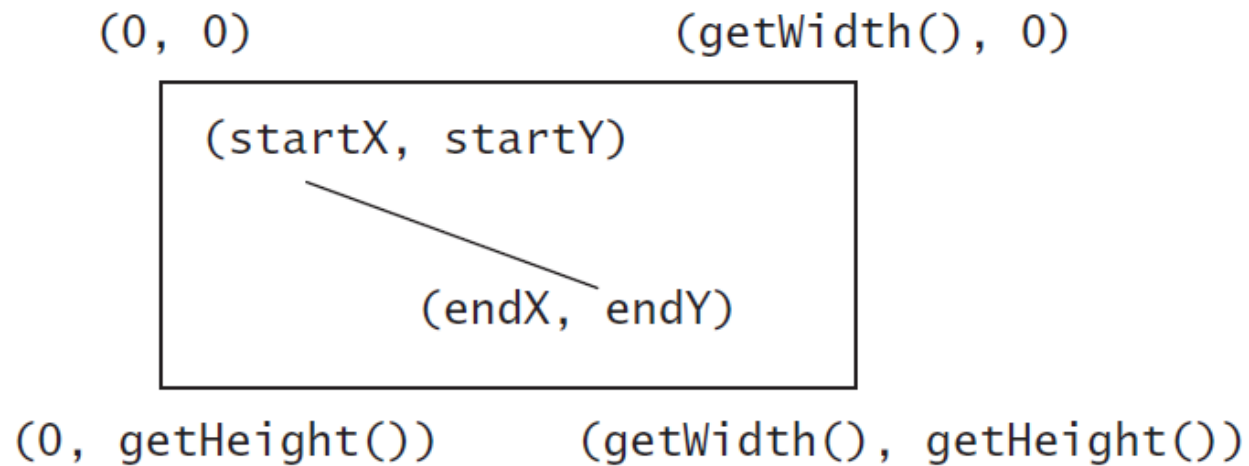 (0, 0) (getWidth(), 0)
(startX, startY)
(endX, endY)
(0, getHeight()) (getWidth(), getHeight())